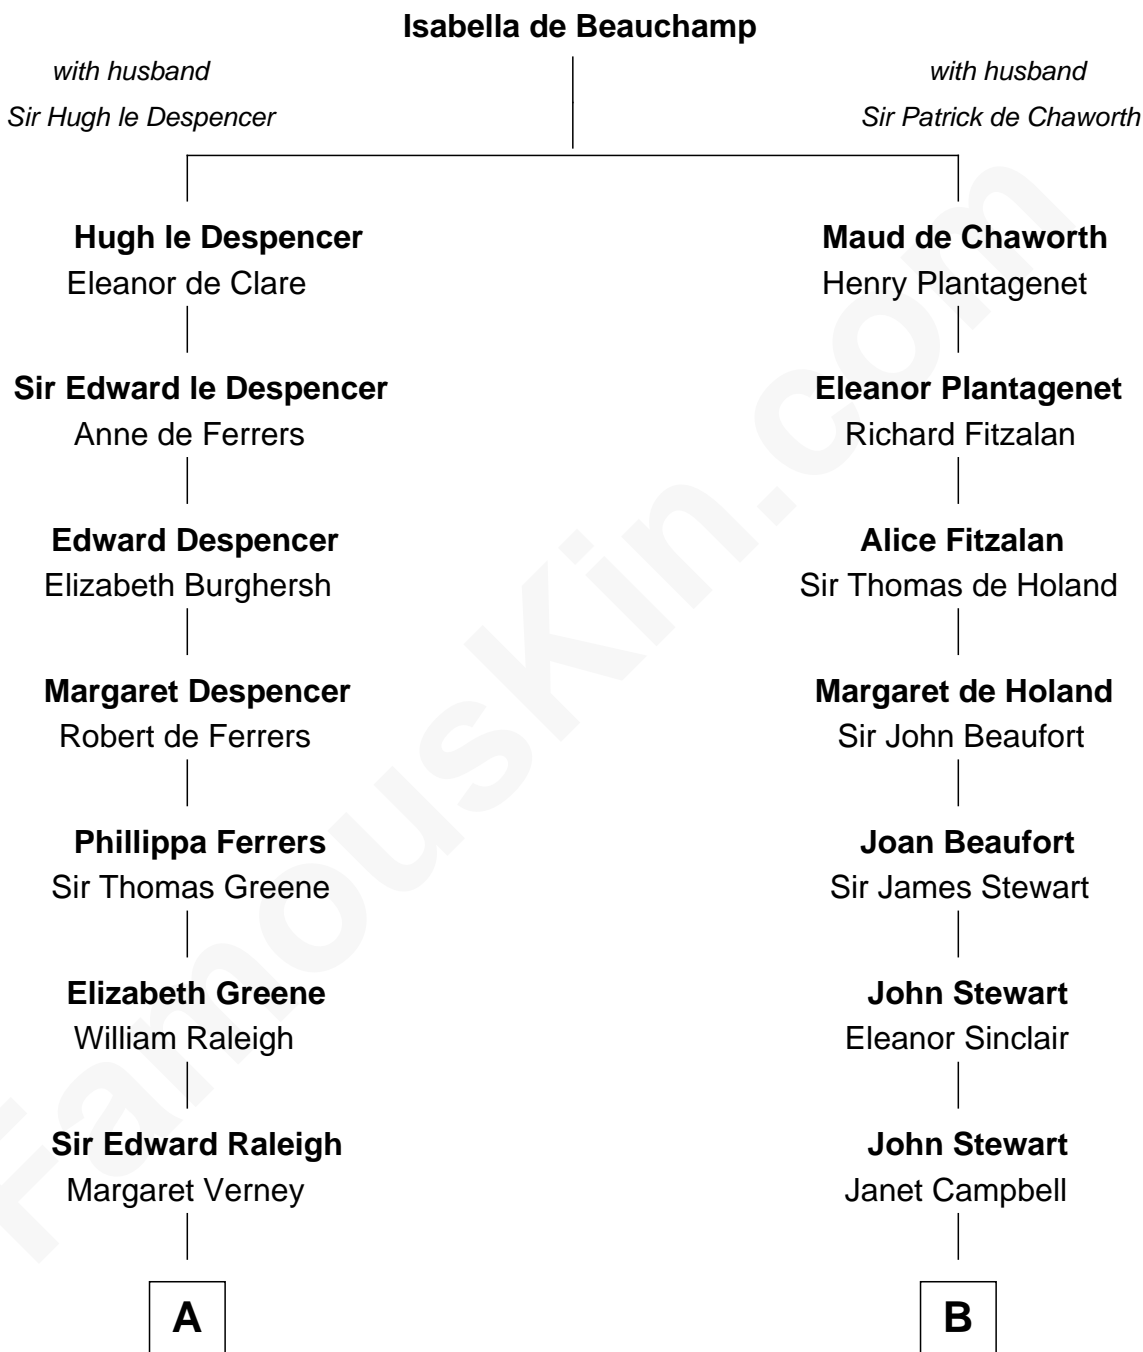 Isabella de Beauchamp
with husband
Sir Hugh le Despencer
with husband
Sir Patrick de Chaworth
Hugh le Despencer
Eleanor de Clare
Maud de Chaworth
Henry Plantagenet
Sir Edward le Despencer
Anne de Ferrers
Eleanor Plantagenet
Richard Fitzalan
Edward Despencer
Elizabeth Burghersh
Alice Fitzalan
Sir Thomas de Holand
Margaret Despencer
Robert de Ferrers
Margaret de Holand
Sir John Beaufort
Phillippa Ferrers
Sir Thomas Greene
Joan Beaufort
Sir James Stewart
Elizabeth Greene
William Raleigh
John Stewart
Eleanor Sinclair
Sir Edward Raleigh
Margaret Verney
John Stewart
Janet Campbell
A
B
FamousKin.com